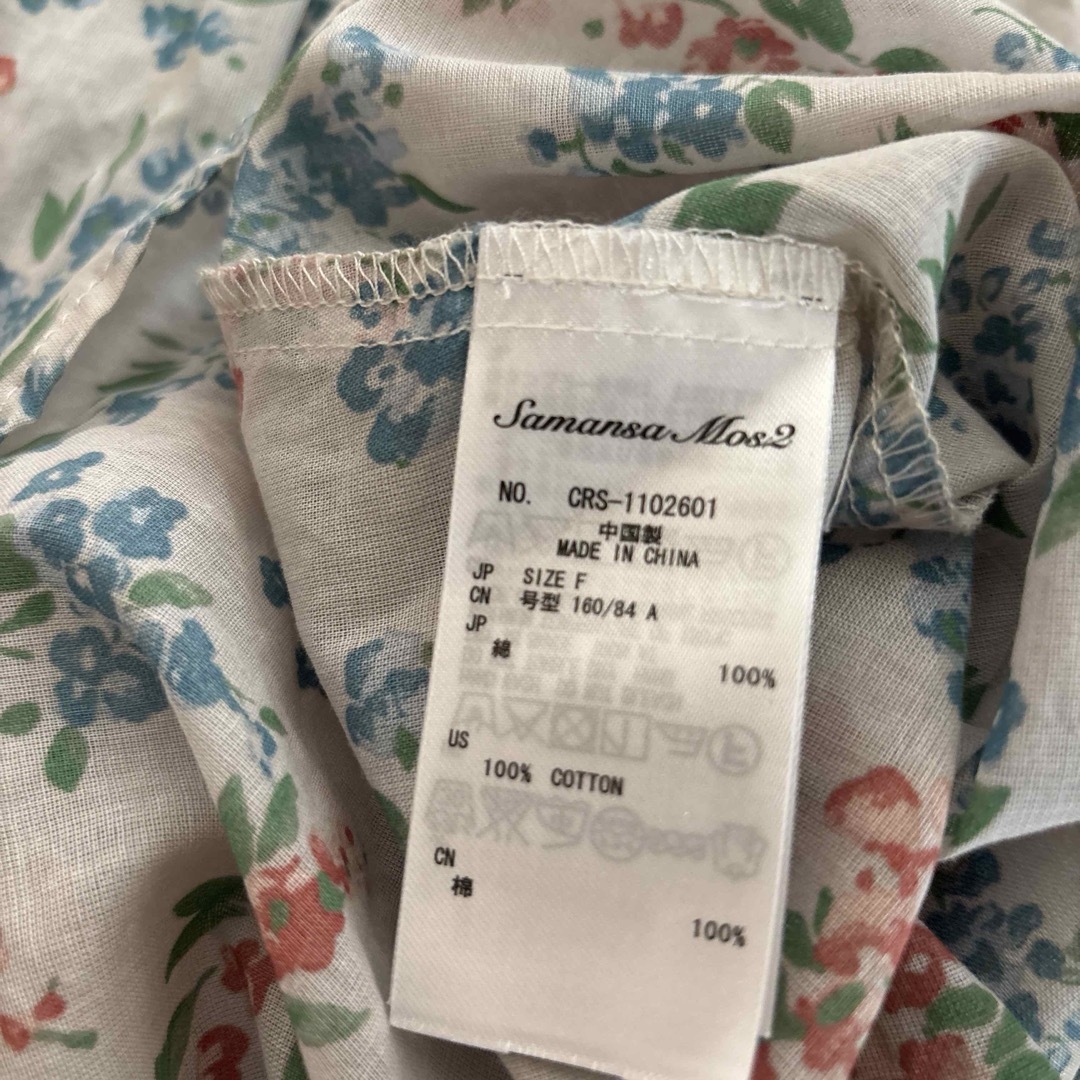 Samansa Mos2
NO. CRS-1102601
中国製
MADE IN CHINA
JP SIZE F
CN 号型 160/84 A
JP
綿 100%
US
100% COTTON
CN
棉 100%